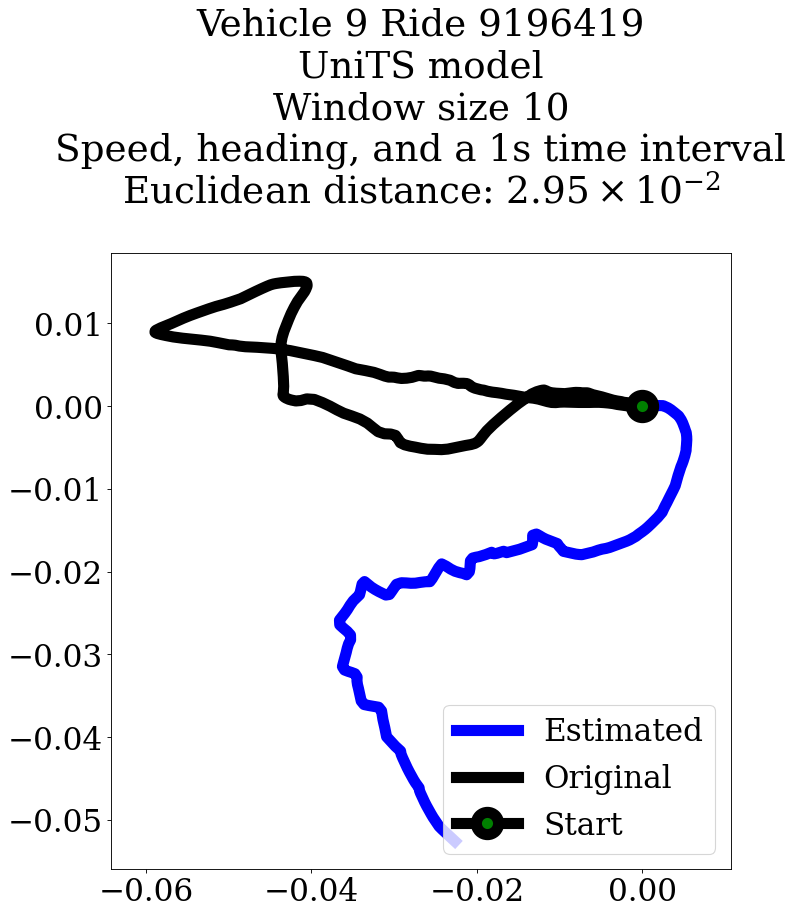 Vehicle 9 Ride 9196419
UniTS model
Window size 10
Speed, heading, and a 1s time interval
Euclidean distance: 2.95 × 10⁻²
0.01
0.00
−0.01
−0.02
−0.03
−0.04
−0.05
Estimated
Original
Start
−0.06 −0.04 −0.02 0.00